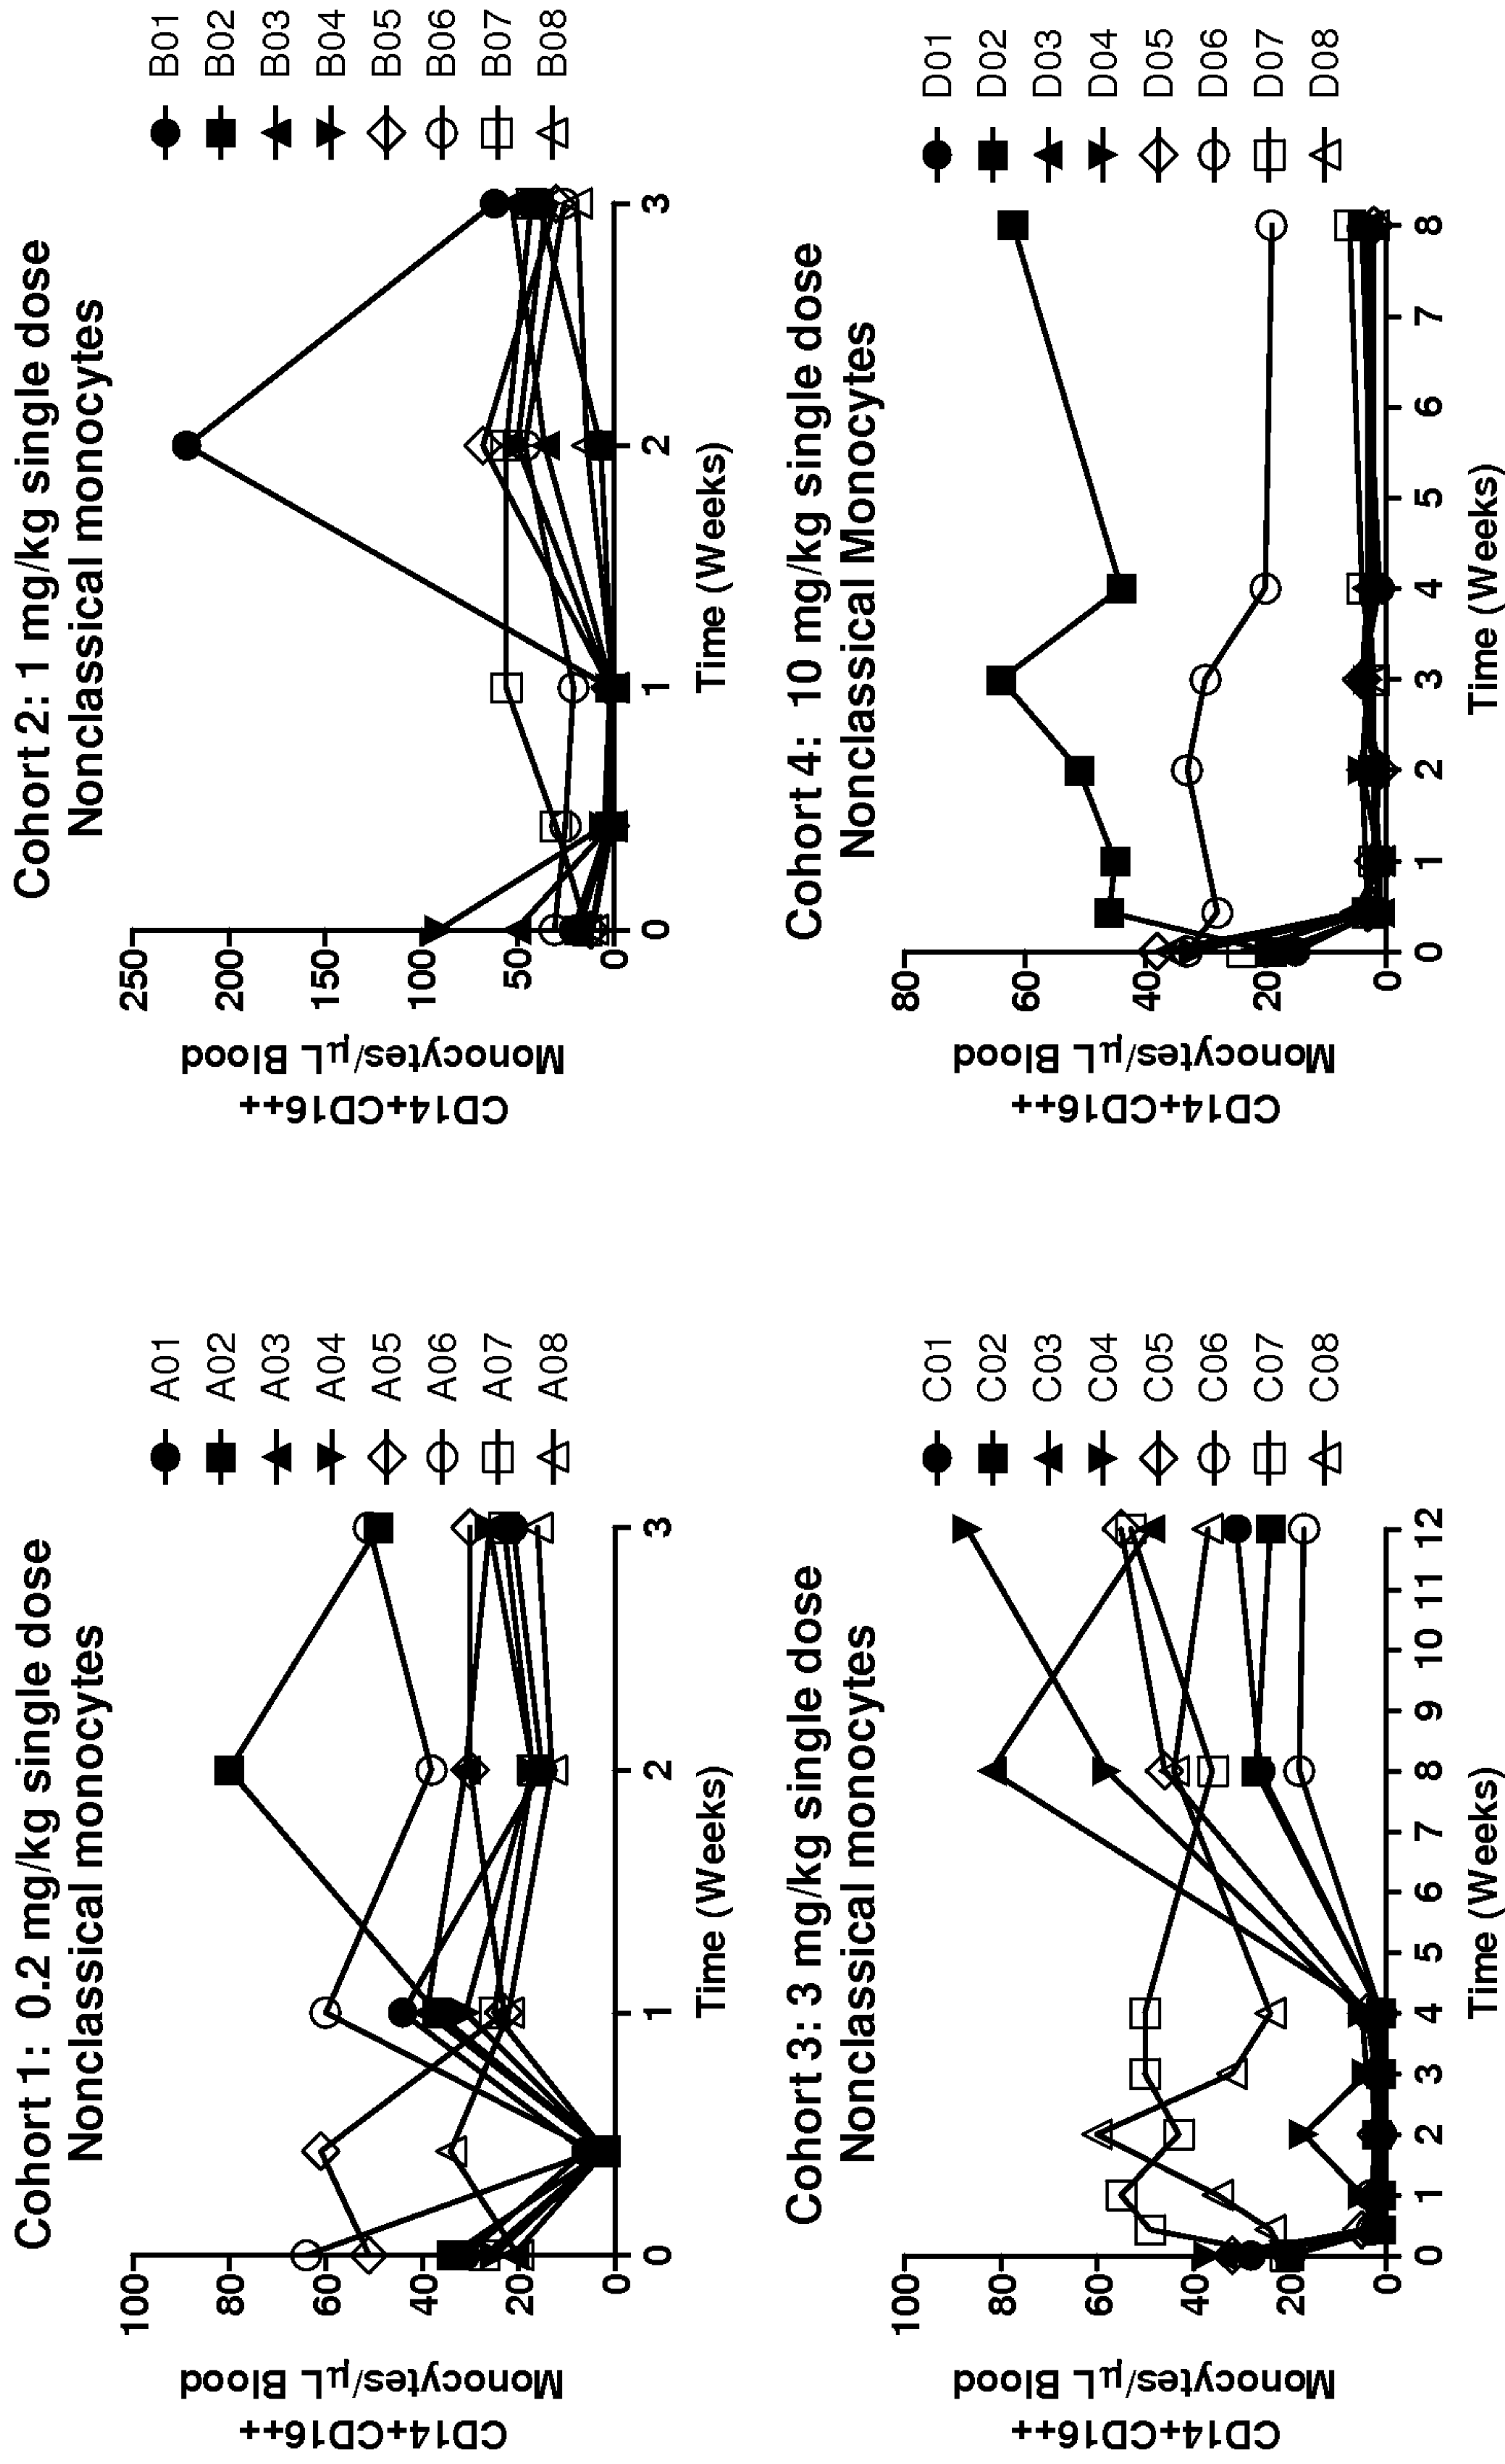 Cohort 1: 0.2 mg/kg single dose
Nonclassical monocytes
CD14+CD16++
Monocytes/μL Blood
100
80
60
40
20
0
0
1
2
3
Time (Weeks)
A01
A02
A03
A04
A05
A06
A07
A08
Cohort 2: 1 mg/kg single dose
Nonclassical monocytes
CD14+CD16++
Monocytes/μL Blood
250
200
150
100
50
0
0
1
2
3
Time (Weeks)
B01
B02
B03
B04
B05
B06
B07
B08
Cohort 3: 3 mg/kg single dose
Nonclassical monocytes
CD14+CD16++
Monocytes/μL Blood
100
80
60
40
20
0
0
1
2
3
4
5
6
7
8
9
10
11
12
Time (Weeks)
C01
C02
C03
C04
C05
C06
C07
C08
Cohort 4: 10 mg/kg single dose
Nonclassical Monocytes
CD14+CD16++
Monocytes/μL Blood
80
60
40
20
0
0
1
2
3
4
5
6
7
8
Time (Weeks)
D01
D02
D03
D04
D05
D06
D07
D08